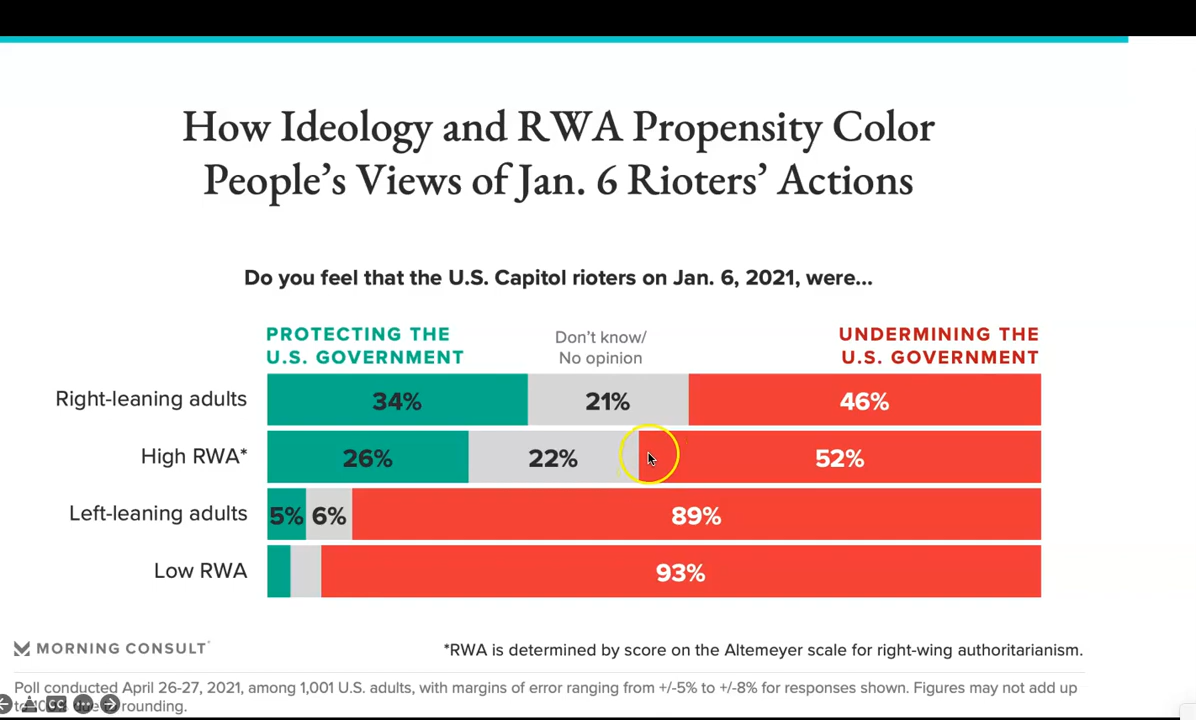 How Ideology and RWA Propensity Color
People's Views of Jan. 6 Rioters' Actions
Do you feel that the U.S. Capitol rioters on Jan. 6, 2021, were...
PROTECTING THE
U.S. GOVERNMENT
Don't know/
No opinion
UNDERMINING THE
U.S. GOVERNMENT
Right-leaning adults 34% 21% 46%
High RWA* 26% 22% 52%
Left-leaning adults 5% 6% 89%
Low RWA 93%
MORNING CONSULT
*RWA is determined by score on the Altemeyer scale for right-wing authoritarianism.
Poll conducted April 26-27, 2021, among 1,001 U.S. adults, with margins of error ranging from +/-5% to +/-8% for responses shown. Figures may not add up
rounding.
CC